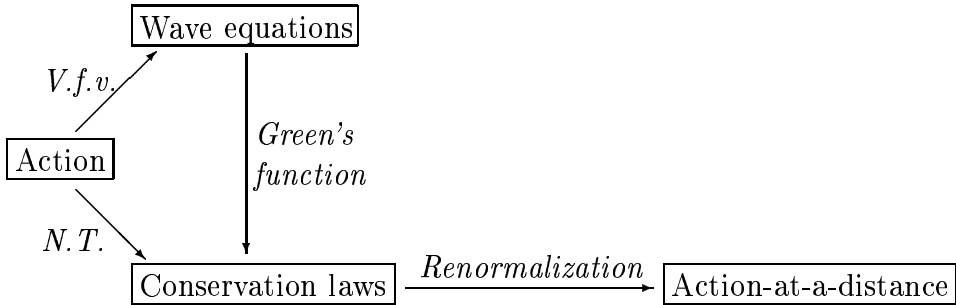 Wave equations
V.f.v.
Action
Green's
function
N.T.
Renormalization
Conservation laws
Action-at-a-distance